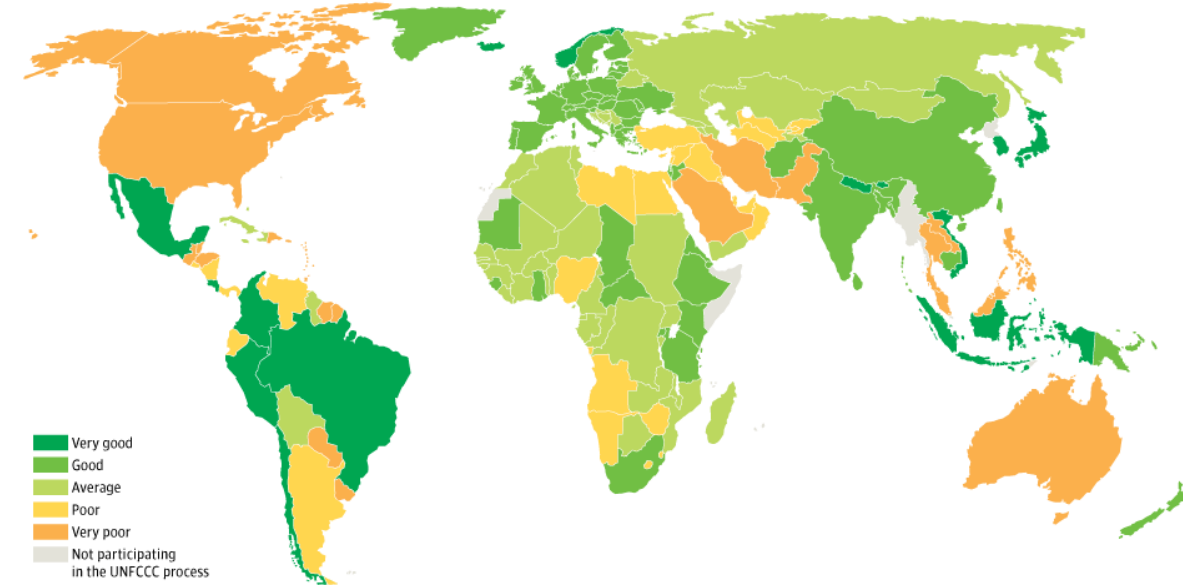 Very good
Good
Average
Poor
Very poor
Not participating
in the UNFCCC process